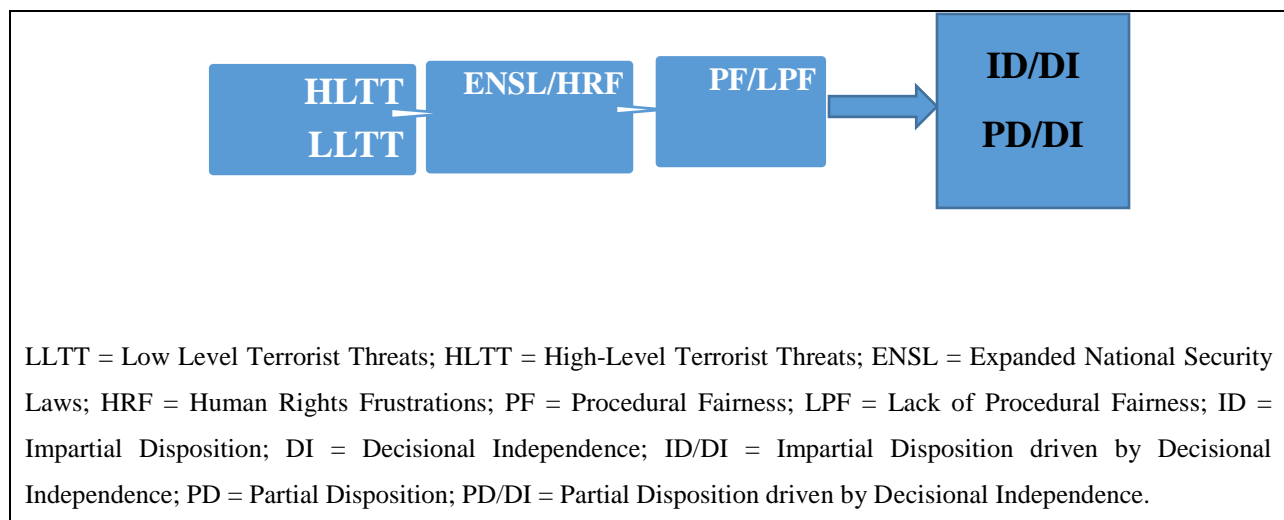 HLTT
LLTT
ENSL/HRF
PF/LPF
ID/DI
PD/DI
LLTT = Low Level Terrorist Threats; HLTT = High-Level Terrorist Threats; ENSL = Expanded National Security
Laws; HRF = Human Rights Frustrations; PF = Procedural Fairness; LPF = Lack of Procedural Fairness; ID =
Impartial Disposition; DI = Decisional Independence; ID/DI = Impartial Disposition driven by Decisional
Independence; PD = Partial Disposition; PD/DI = Partial Disposition driven by Decisional Independence.